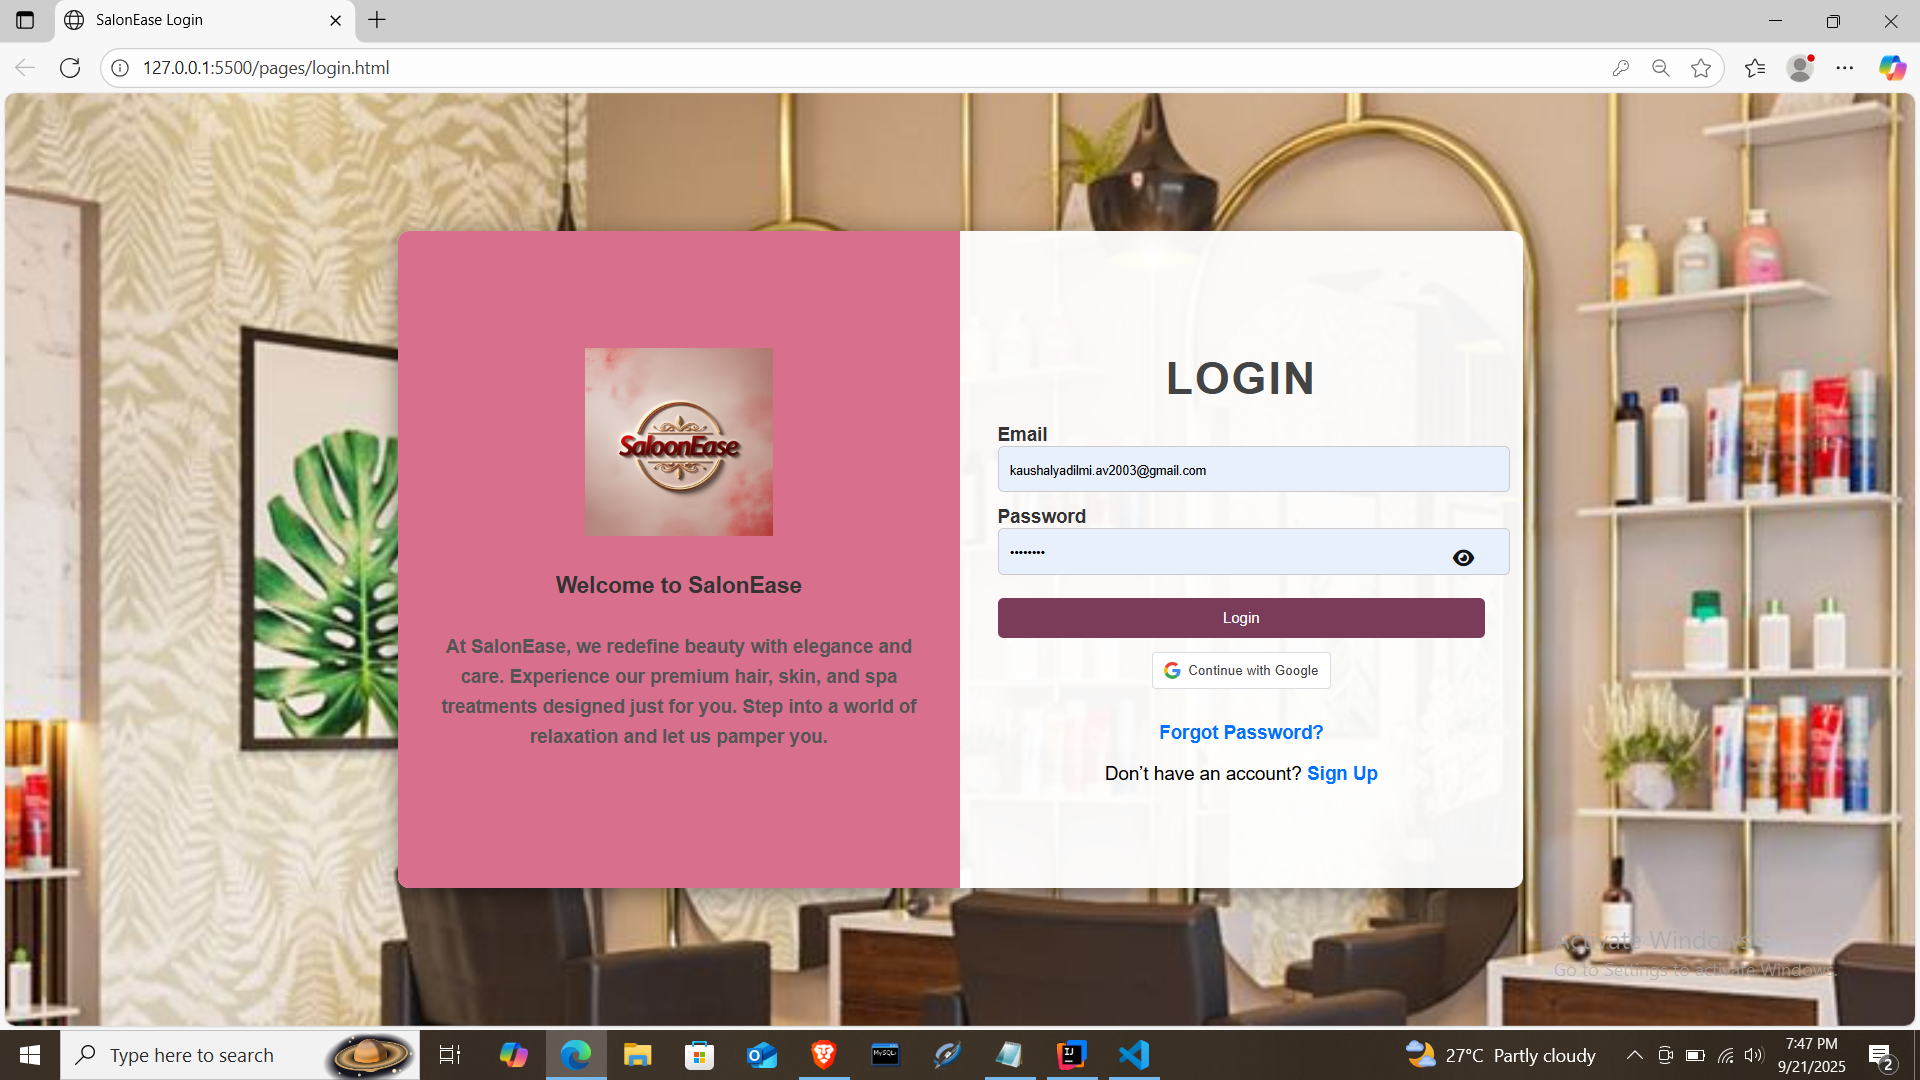 SalonEase Login
127.0.0.1:5500/pages/login.html
SaloonEase
Welcome to SalonEase
At SalonEase, we redefine beauty with elegance and
care. Experience our premium hair, skin, and spa
treatments designed just for you. Step into a world of
relaxation and let us pamper you.
LOGIN
Email
kaushalyadilmi.av2003@gmail.com
Password
••••••••
Login
Continue with Google
Forgot Password?
Don’t have an account? Sign Up
Activate Windows
Go to Settings to activate Windows.
Type here to search
MySQL
IJ
27°C Partly cloudy
7:47 PM
9/21/2025
2